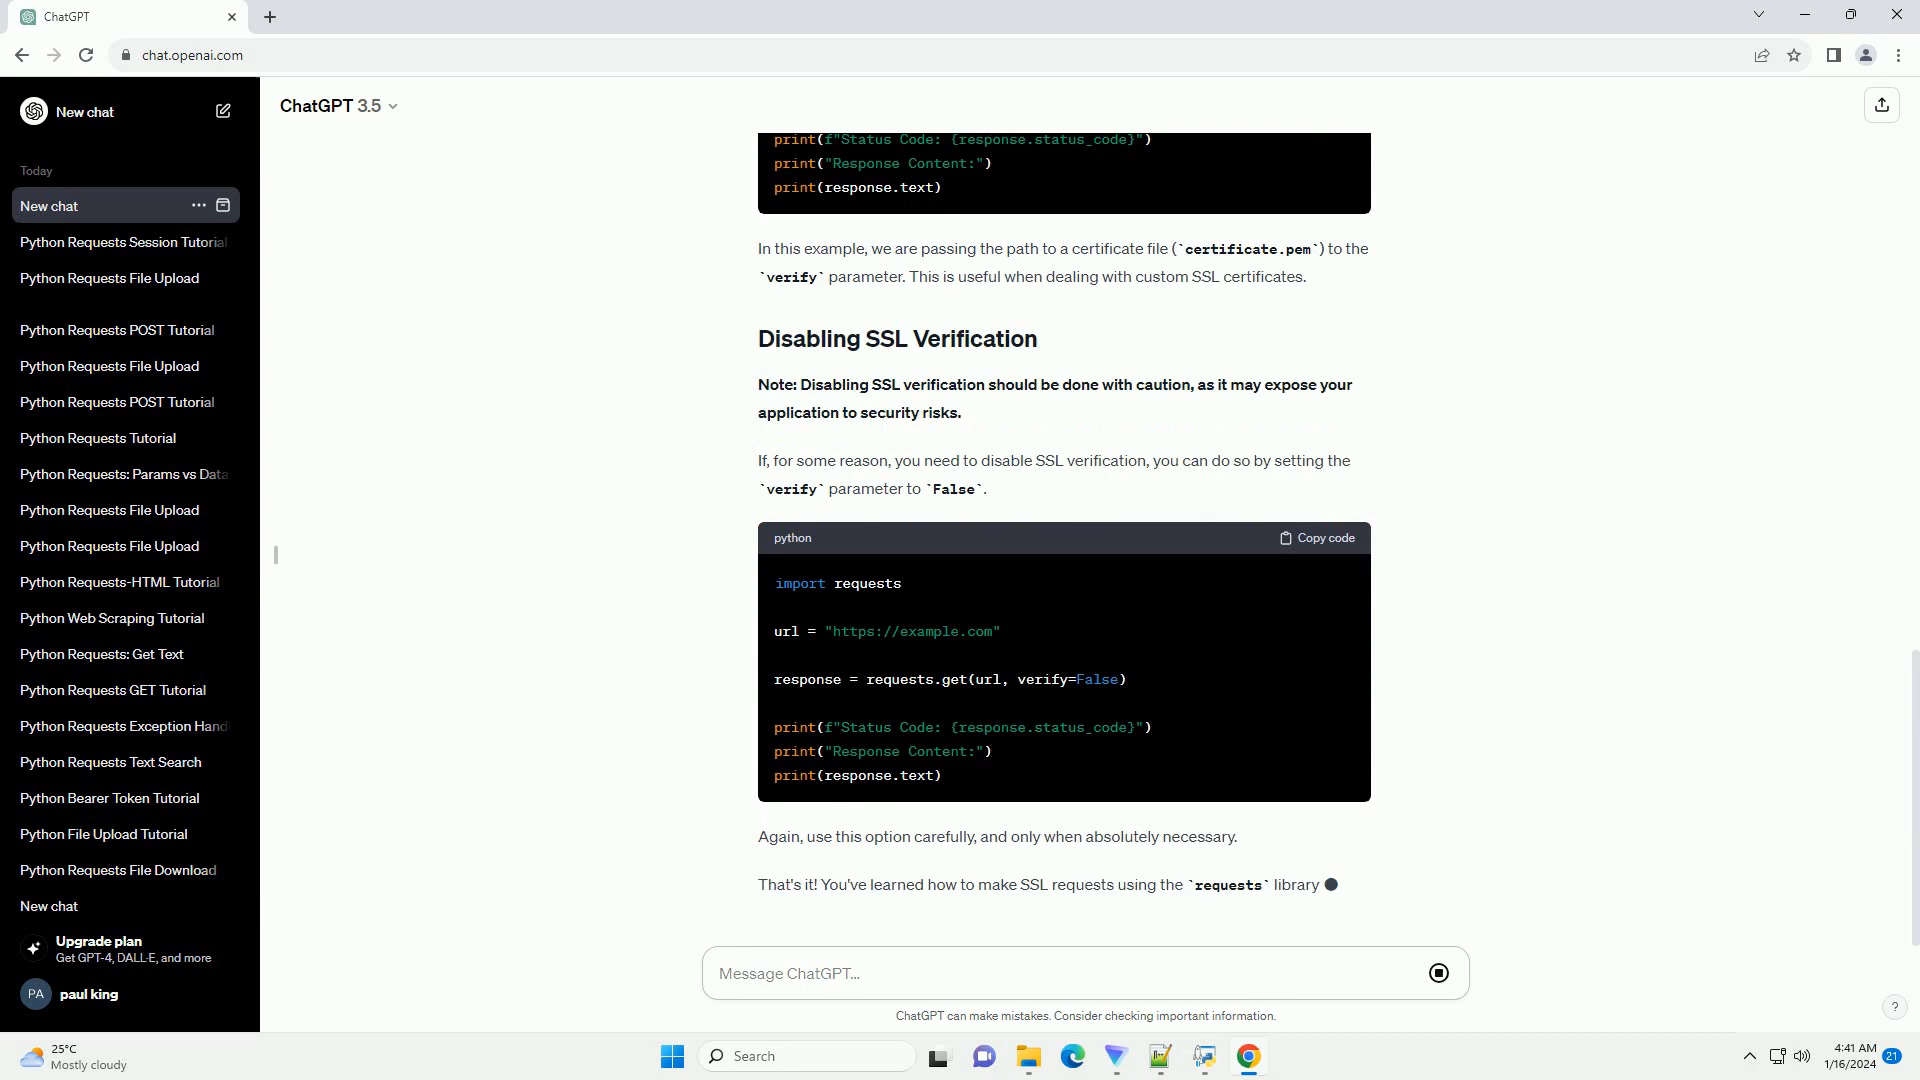 ChatGPT
chat.openai.com
New chat
Today
New chat
Python Requests Session Tutorial
Python Requests File Upload
Python Requests POST Tutorial
Python Requests File Upload
Python Requests POST Tutorial
Python Requests Tutorial
Python Requests: Params vs Data
Python Requests File Upload
Python Requests File Upload
Python Requests-HTML Tutorial
Python Web Scraping Tutorial
Python Requests: Get Text
Python Requests GET Tutorial
Python Requests Exception Hand
Python Requests Text Search
Python Bearer Token Tutorial
Python File Upload Tutorial
Python Requests File Download
New chat
Upgrade plan
Get GPT-4, DALL·E, and more
PA paul king
ChatGPT 3.5
print(f"Status Code: {response.status_code}")
print("Response Content:")
print(response.text)
In this example, we are passing the path to a certificate file (`certificate.pem`) to the
`verify` parameter. This is useful when dealing with custom SSL certificates.
Disabling SSL Verification
Note: Disabling SSL verification should be done with caution, as it may expose your
application to security risks.
If, for some reason, you need to disable SSL verification, you can do so by setting the
`verify` parameter to `False`.
python Copy code
import requests
url = "https://example.com"
response = requests.get(url, verify=False)
print(f"Status Code: {response.status_code}")
print("Response Content:")
print(response.text)
Again, use this option carefully, and only when absolutely necessary.
That's it! You've learned how to make SSL requests using the `requests` library
Message ChatGPT...
ChatGPT can make mistakes. Consider checking important information.
?
25°C
Mostly cloudy
Search
4:41 AM
1/16/2024
21